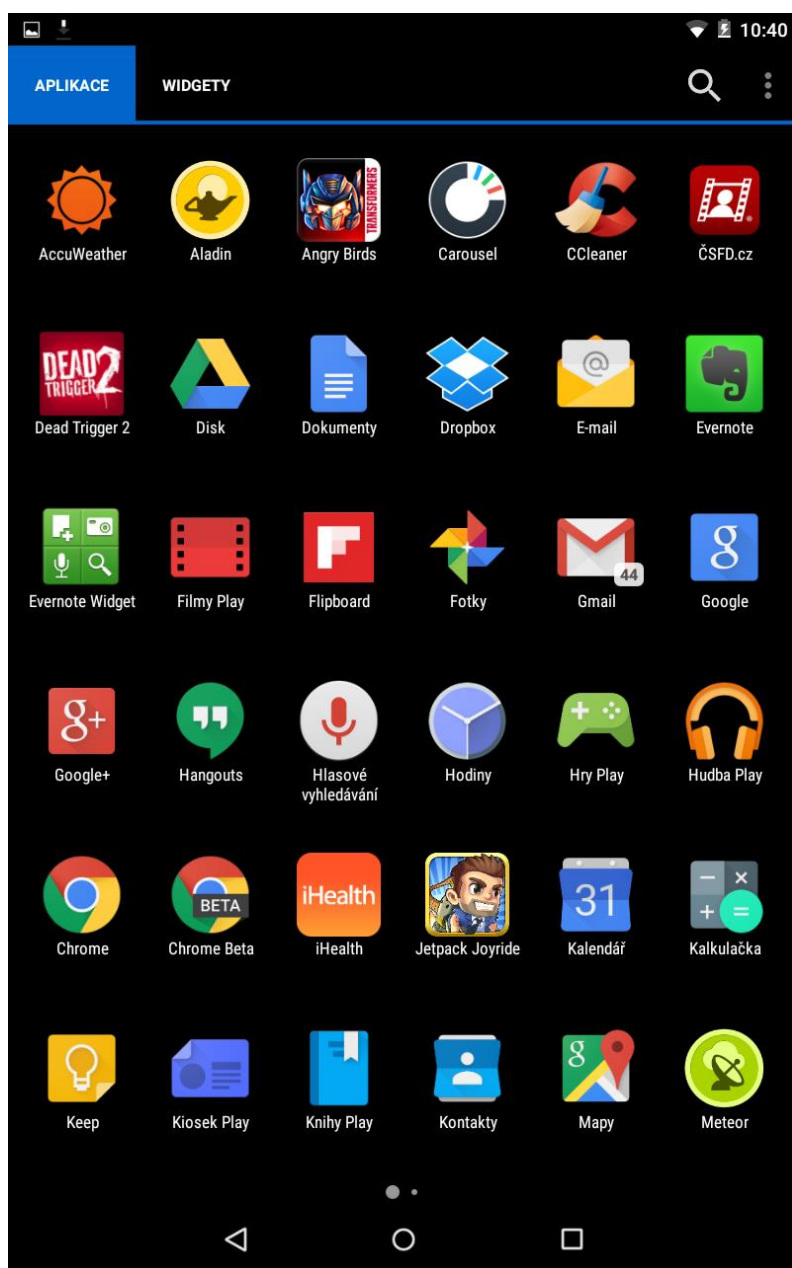 10:40
APLIKACE WIDGETY
TRANSFORMERS
AccuWeather Aladin Angry Birds Carousel CCleaner ČSFD.cz
DEAD 2
TRIGGER
Dead Trigger 2 Disk Dokumenty Dropbox E-mail Evernote
@
44
g
Evernote Widget Filmy Play Flipboard Fotky Gmail Google
g+
Google+ Hangouts Hlasové
vyhledávání Hodiny Hry Play Hudba Play
BETA
iHealth
31
Chrome Chrome Beta iHealth Jetpack Joyride Kalendář Kalkulačka
g
Keep Kiosek Play Knihy Play Kontakty Mapy Meteor